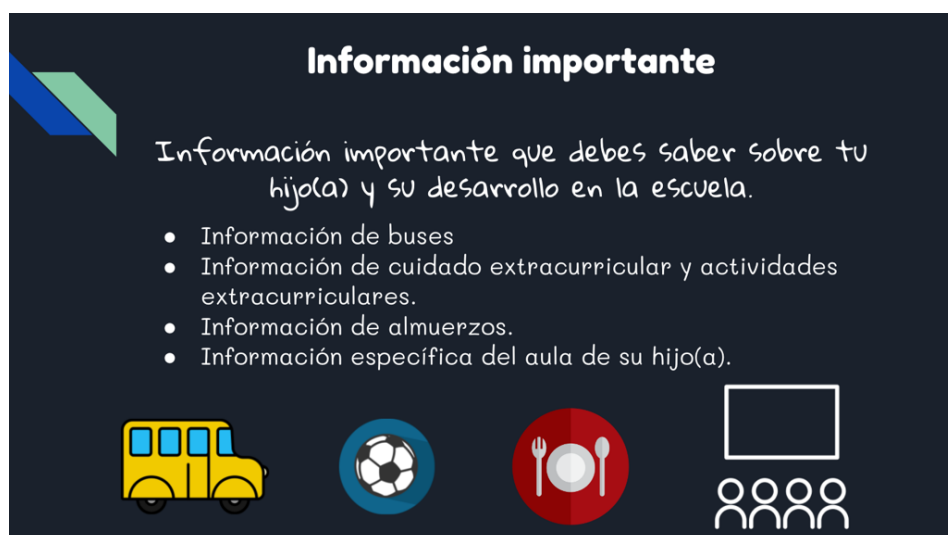 Información importante
Información importante que debes saber sobre tu
hijo(a) y su desarrollo en la escuela.
● Información de buses
● Información de cuidado extracurricular y actividades
extracurriculares.
● Información de almuerzos.
● Información específica del aula de su hijo(a).